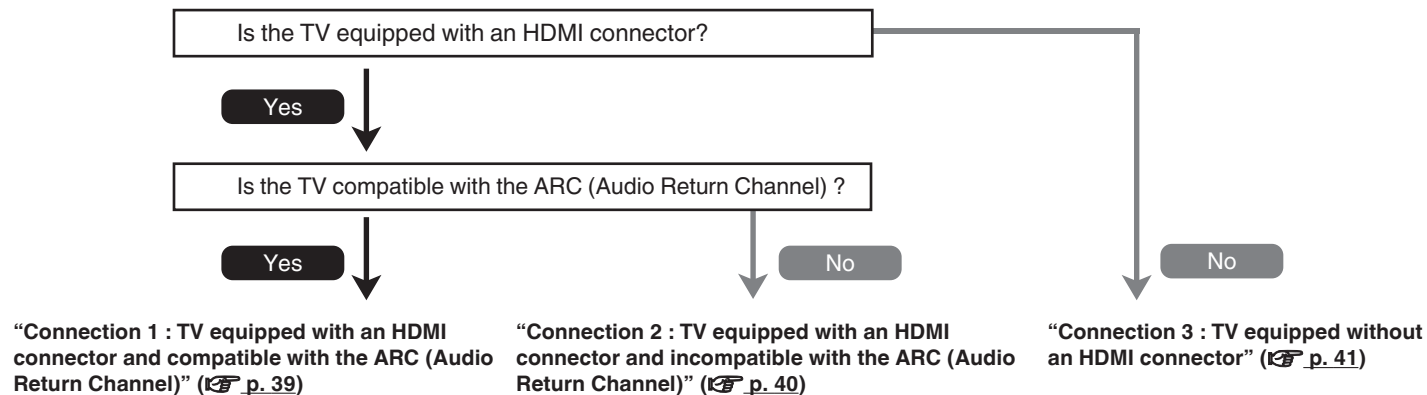 Is the TV equipped with an HDMI connector?
Yes
Is the TV compatible with the ARC (Audio Return Channel) ?
Yes
No
No
“Connection 1 : TV equipped with an HDMI
connector and compatible with the ARC (Audio
Return Channel)” (☞ p. 39)
“Connection 2 : TV equipped with an HDMI
connector and incompatible with the ARC (Audio
Return Channel)” (☞ p. 40)
“Connection 3 : TV equipped without
an HDMI connector” (☞ p. 41)